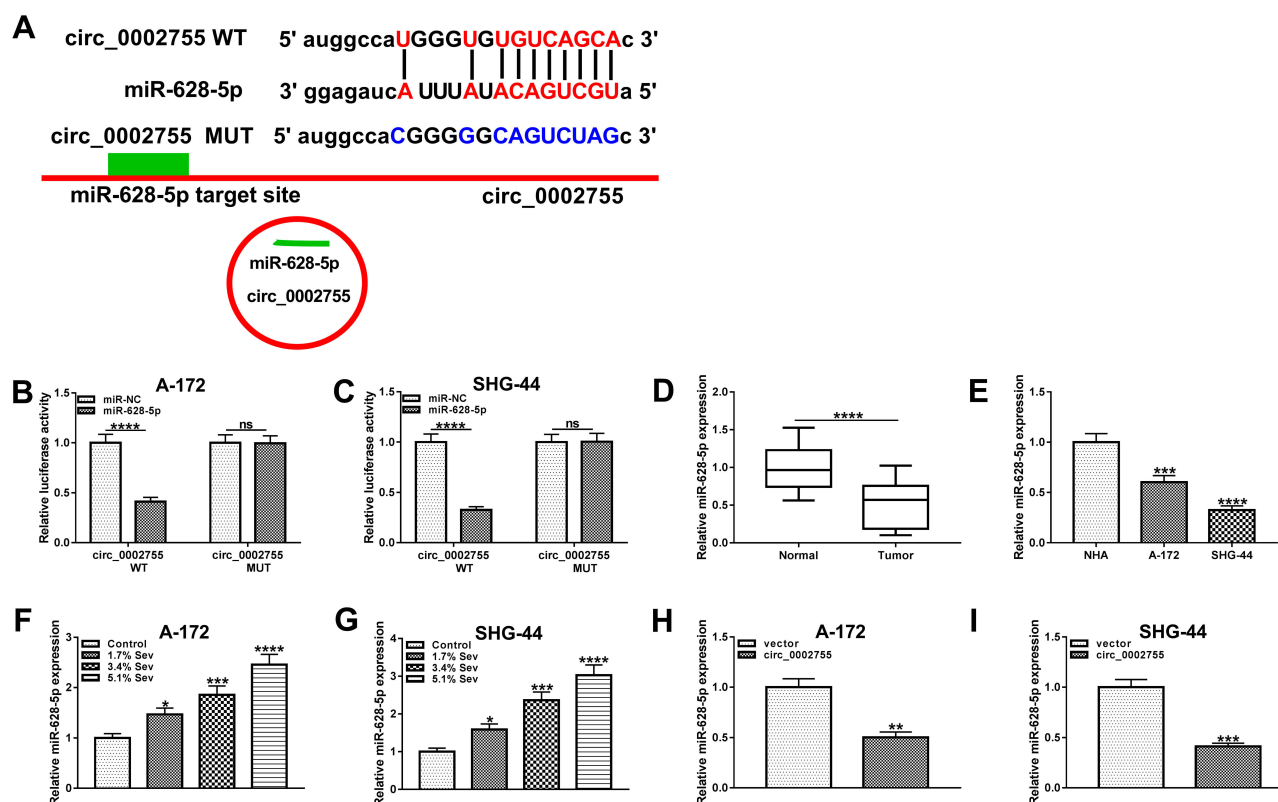 A
circ_0002755 WT 5' auggccaUGGGUGUGUCAGCAc 3'
miR-628-5p 3' ggagaucA UUUAUACAGUCGUa 5'
circ_0002755 MUT 5' auggccaCGGGGGCAGUCUAGc 3'
miR-628-5p target site circ_0002755
miR-628-5p
circ_0002755
B
A-172
Relative luciferase activity
1.5
1.0
0.5
0.0
miR-NC
miR-628-5p
****
ns
circ_0002755 WT
circ_0002755 MUT
C
SHG-44
Relative luciferase activity
1.5
1.0
0.5
0.0
miR-NC
miR-628-5p
****
ns
circ_0002755 WT
circ_0002755 MUT
D
Relative miR-628-5p expression
2.0
1.5
1.0
0.5
0.0
****
Normal Tumor
E
Relative miR-628-5p expression
1.5
1.0
0.5
0.0
***
****
NHA A-172 SHG-44
F
A-172
Relative miR-628-5p expression
3
2
1
0
Control
1.7% Sev
3.4% Sev
5.1% Sev
*
***
****
G
SHG-44
Relative miR-628-5p expression
4
3
2
1
0
Control
1.7% Sev
3.4% Sev
5.1% Sev
*
***
****
H
A-172
Relative miR-628-5p expression
1.5
1.0
0.5
0.0
vector
circ_0002755
**
I
SHG-44
Relative miR-628-5p expression
1.5
1.0
0.5
0.0
vector
circ_0002755
***